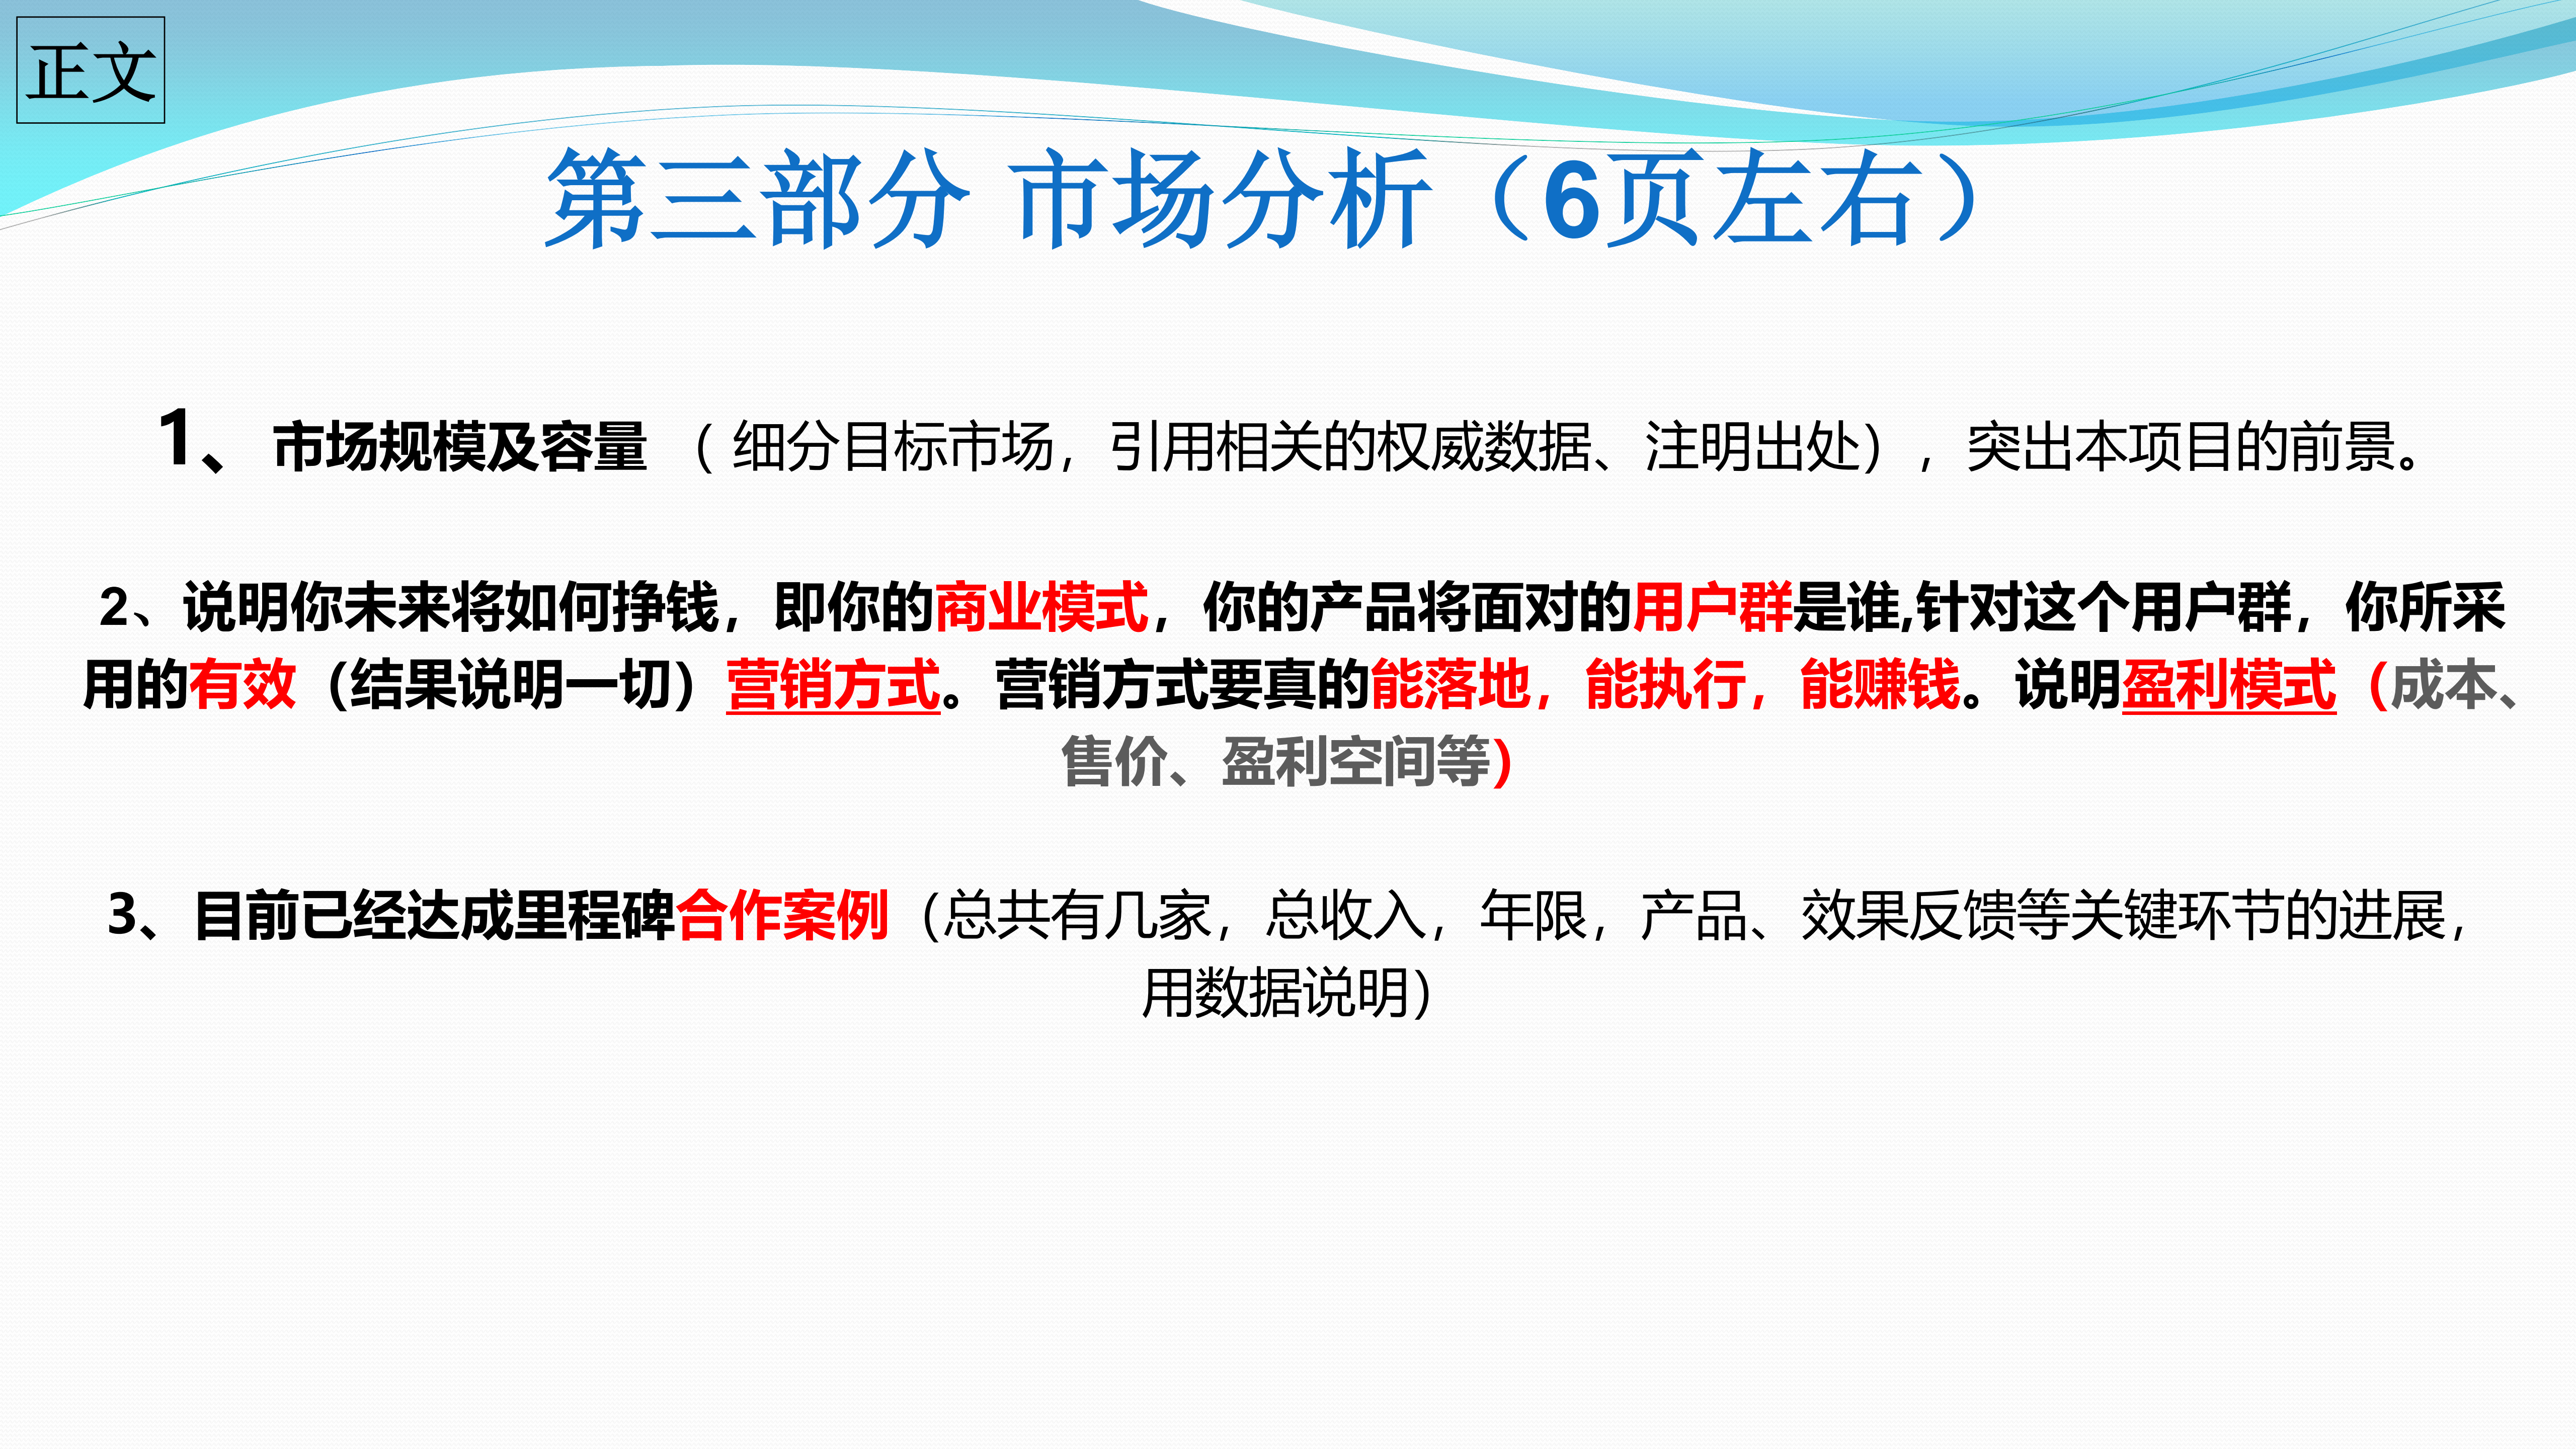 正文
第三部分 市场分析（6页左右）
1、市场规模及容量 （ 细分目标市场，引用相关的权威数据、注明出处），突出本项目的前景。
2、说明你未来将如何挣钱，即你的商业模式，你的产品将面对的用户群是谁,针对这个用户群，你所采
用的有效（结果说明一切）营销方式。营销方式要真的能落地，能执行，能赚钱。说明盈利模式（成本、
售价、盈利空间等）
3、目前已经达成里程碑合作案例（总共有几家，总收入，年限，产品、效果反馈等关键环节的进展，
用数据说明）